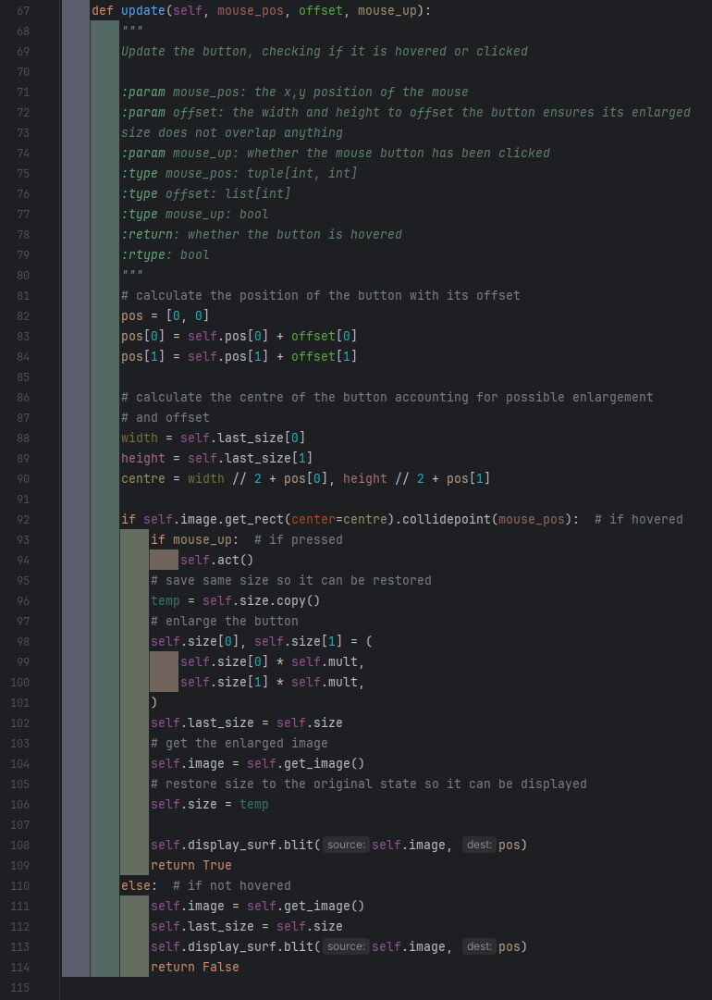 67 def update(self, mouse_pos, offset, mouse_up):
68 """
69 Update the button, checking if it is hovered or clicked
70
71 :param mouse_pos: the x,y position of the mouse
72 :param offset: the width and height to offset the button ensures its enlarged
73 size does not overlap anything
74 :param mouse_up: whether the mouse button has been clicked
75 :type mouse_pos: tuple[int, int]
76 :type offset: list[int]
77 :type mouse_up: bool
78 :return: whether the button is hovered
79 :rtype: bool
80 """
81 # calculate the position of the button with its offset
82 pos = [0, 0]
83 pos[0] = self.pos[0] + offset[0]
84 pos[1] = self.pos[1] + offset[1]
85
86 # calculate the centre of the button accounting for possible enlargement
87 # and offset
88 width = self.last_size[0]
89 height = self.last_size[1]
90 centre = width // 2 + pos[0], height // 2 + pos[1]
91
92 if self.image.get_rect(center=centre).collidepoint(mouse_pos):  # if hovered
93 if mouse_up:  # if pressed
94 self.act()
95 # save same size so it can be restored
96 temp = self.size.copy()
97 # enlarge the button
98 self.size[0], self.size[1] = (
99 self.size[0] * self.mult,
100 self.size[1] * self.mult,
101 )
102 self.last_size = self.size
103 # get the enlarged image
104 self.image = self.get_image()
105 # restore size to the original state so it can be displayed
106 self.size = temp
107
108 self.display_surf.blit( source: self.image, dest: pos)
109 return True
110 else:  # if not hovered
111 self.image = self.get_image()
112 self.last_size = self.size
113 self.display_surf.blit( source: self.image, dest: pos)
114 return False
115